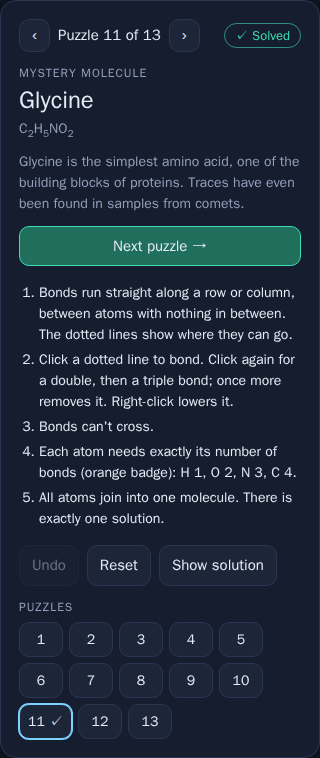 ‹ Puzzle 11 of 13 › ✓ Solved
MYSTERY MOLECULE
Glycine
C₂H₅NO₂
Glycine is the simplest amino acid, one of the
building blocks of proteins. Traces have even
been found in samples from comets.
Next puzzle →
1. Bonds run straight along a row or column,
between atoms with nothing in between.
The dotted lines show where they can go.
2. Click a dotted line to bond. Click again for
a double, then a triple bond; once more
removes it. Right-click lowers it.
3. Bonds can't cross.
4. Each atom needs exactly its number of
bonds (orange badge): H 1, O 2, N 3, C 4.
5. All atoms join into one molecule. There is
exactly one solution.
Undo Reset Show solution
PUZZLES
1 2 3 4 5
6 7 8 9 10
11 ✓ 12 13